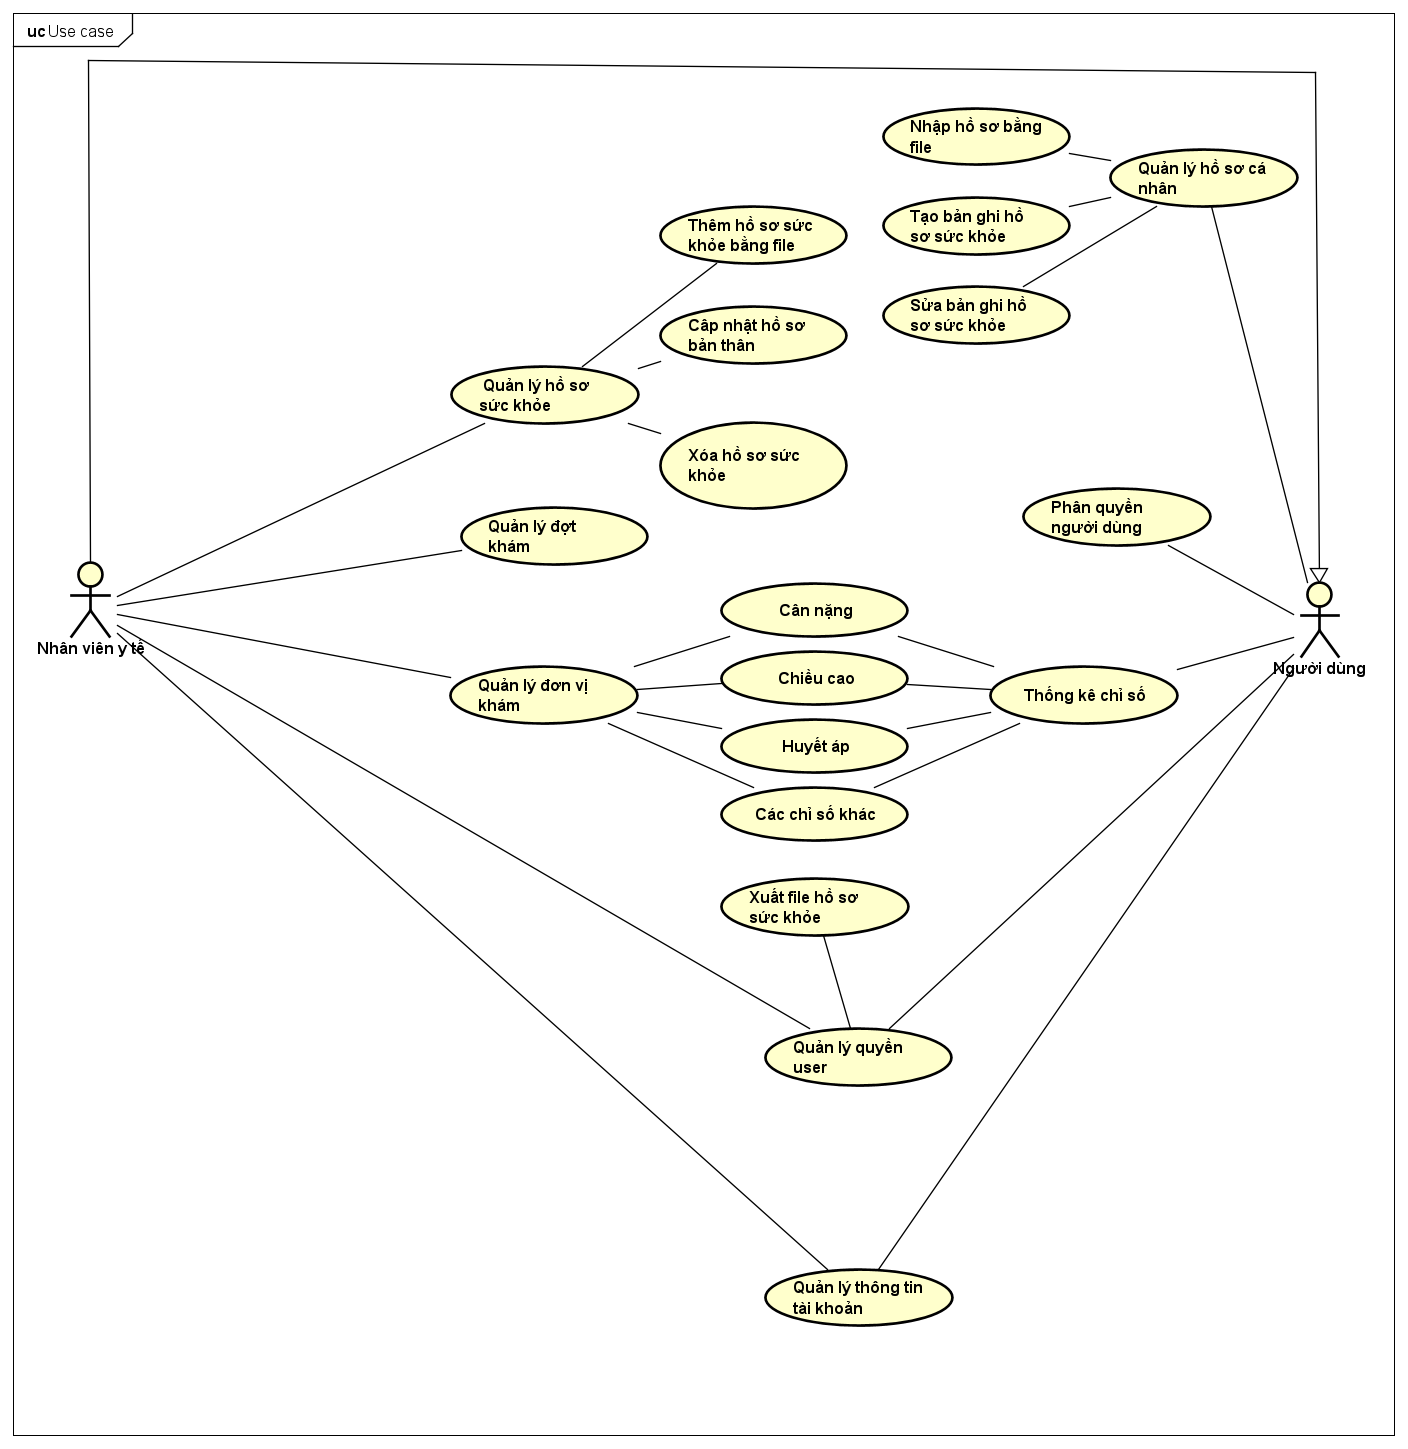 uc Use case
Nhập hồ sơ bằng
file
Quản lý hồ sơ cá
nhân
Tạo bản ghi hồ
sơ sức khỏe
Thêm hồ sơ sức
khỏe bằng file
Sửa bản ghi hồ
sơ sức khỏe
Câp nhật hồ sơ
bản thân
Quản lý hồ sơ
sức khỏe
Xóa hồ sơ sức
khỏe
Phân quyền
người dùng
Quản lý đợt
khám
Cân nặng
Nhân viên y tế
Người dùng
Chiều cao
Quản lý đơn vị
khám
Thống kê chỉ số
Huyết áp
Các chỉ số khác
Xuất file hồ sơ
sức khỏe
Quản lý quyền
user
Quản lý thông tin
tài khoản